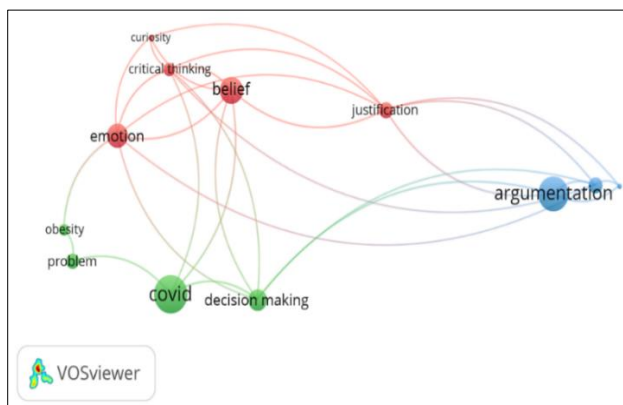 curiosity
critical thinking
belief
justification
emotion
argumentation
obesity
problem
covid
decision making
VOSviewer